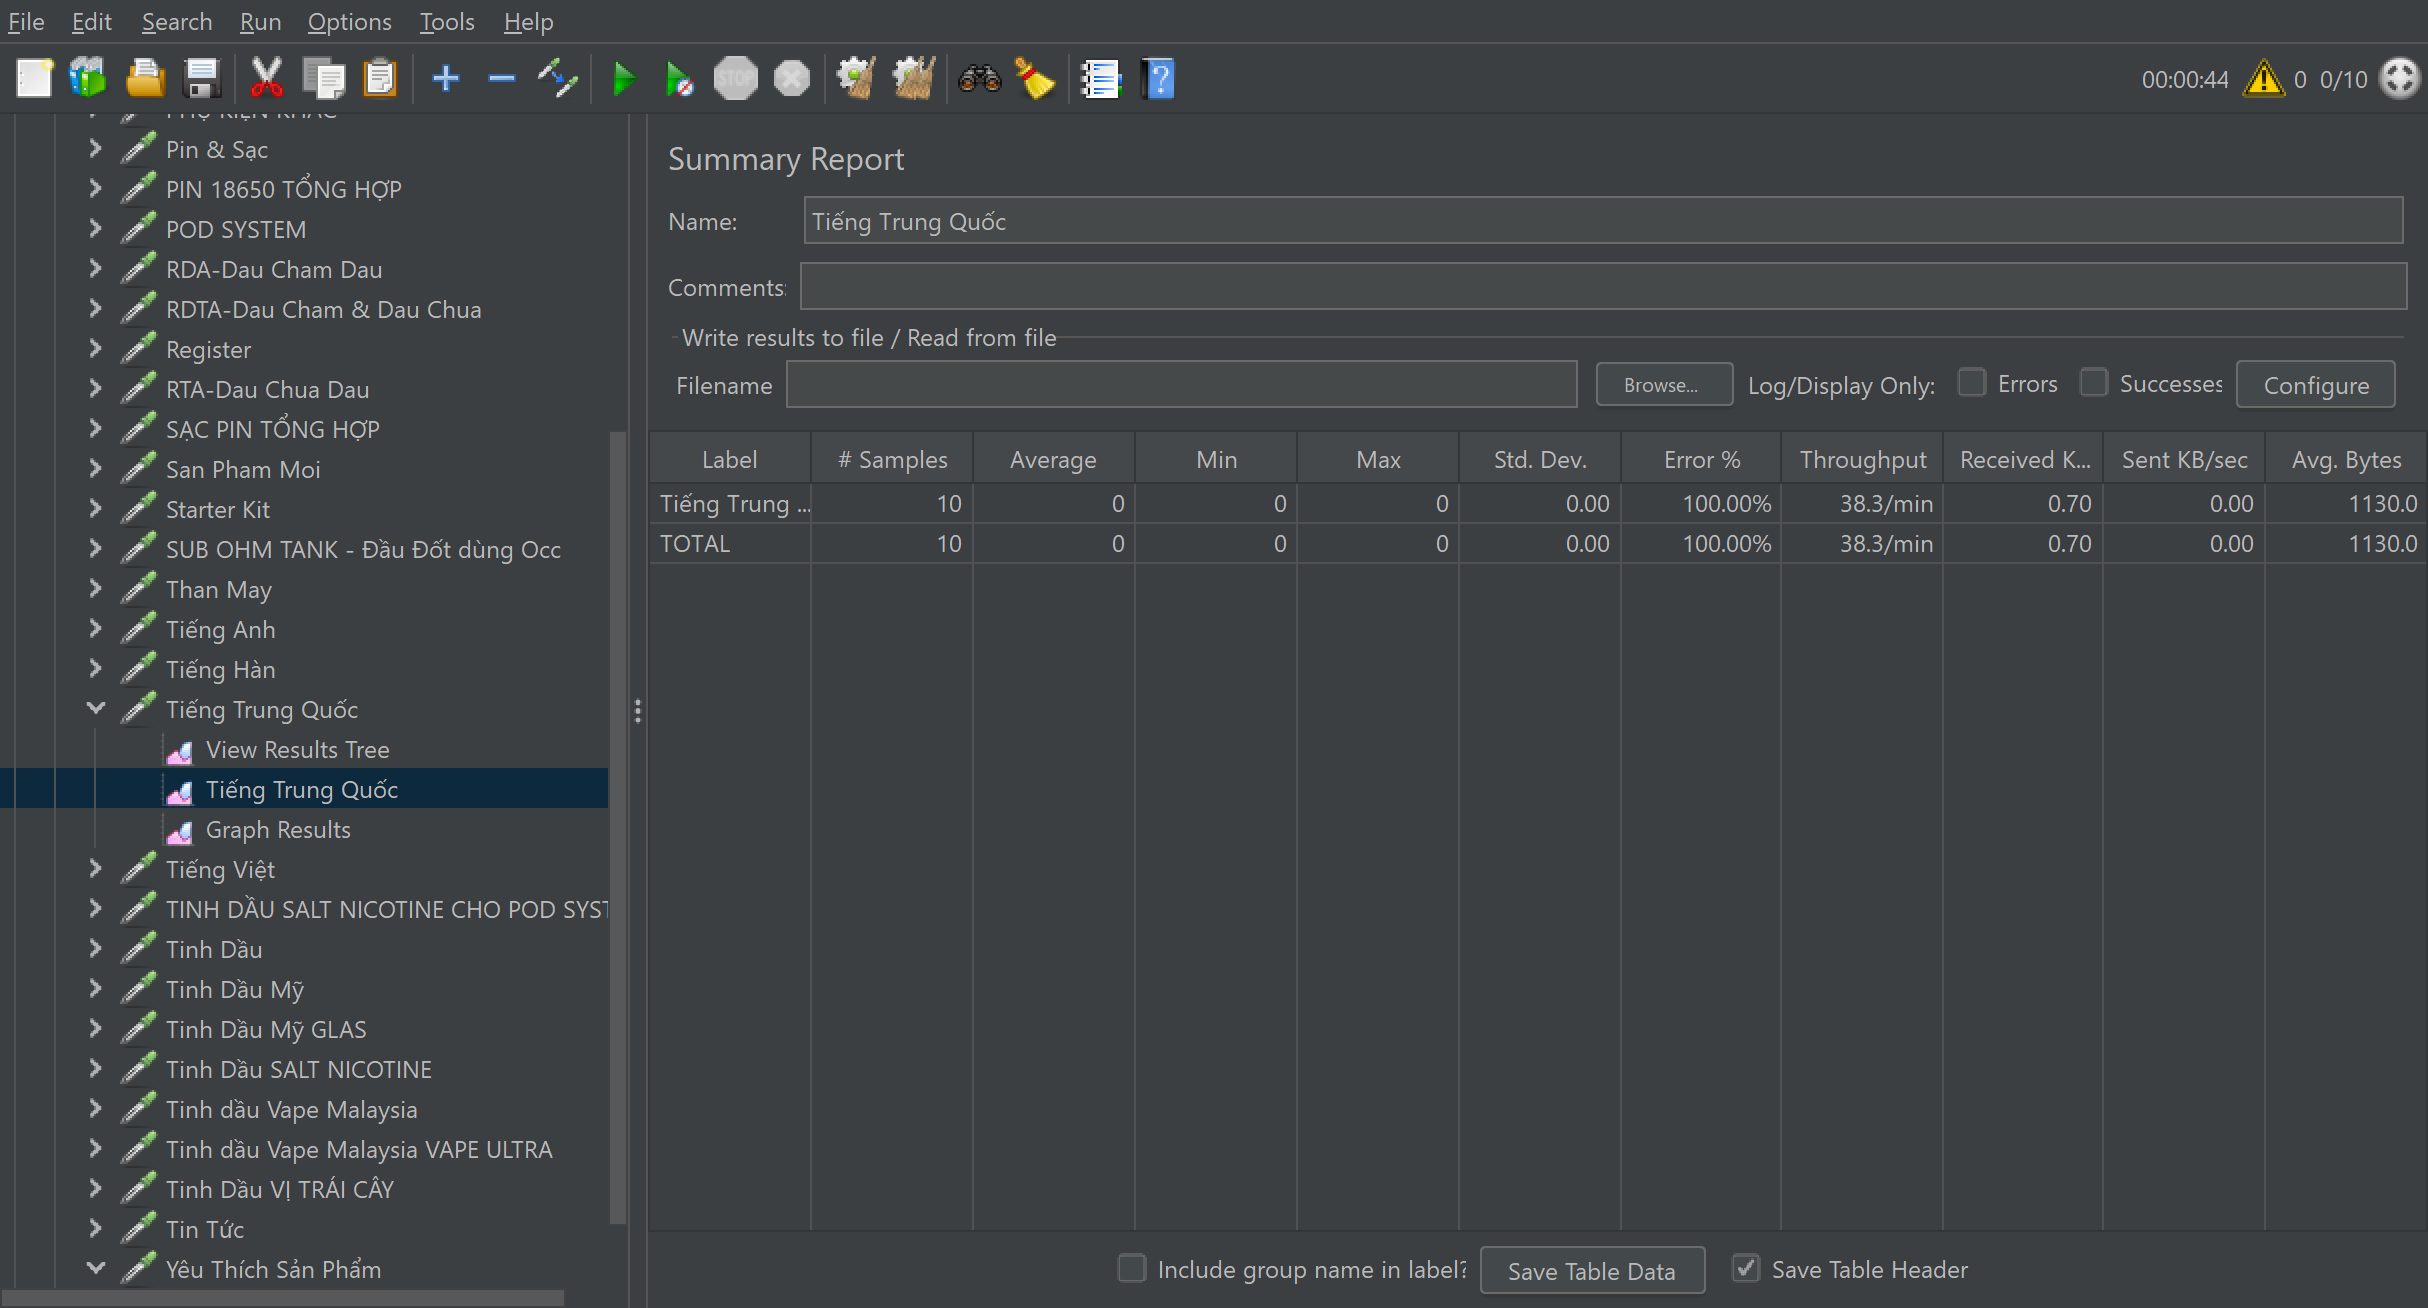 File Edit Search Run Options Tools Help
00:00:44 0 0/10
PHỤ KIỆN KHÁC
Pin & Sạc
PIN 18650 TỔNG HỢP
POD SYSTEM
RDA-Dau Cham Dau
RDTA-Dau Cham & Dau Chua
Register
RTA-Dau Chua Dau
SẠC PIN TỔNG HỢP
San Pham Moi
Starter Kit
SUB OHM TANK - Đầu Đốt dùng Occ
Than May
Tiếng Anh
Tiếng Hàn
Tiếng Trung Quốc
View Results Tree
Tiếng Trung Quốc
Graph Results
Tiếng Việt
TINH DẦU SALT NICOTINE CHO POD SYST
Tinh Dầu
Tinh Dầu Mỹ
Tinh Dầu Mỹ GLAS
Tinh Dầu SALT NICOTINE
Tinh dầu Vape Malaysia
Tinh dầu Vape Malaysia VAPE ULTRA
Tinh Dầu VỊ TRÁI CÂY
Tin Tức
Yêu Thích Sản Phẩm
Summary Report
Name: Tiếng Trung Quốc
Comments:
Write results to file / Read from file
Filename Browse... Log/Display Only: Errors Successes Configure
Label # Samples Average Min Max Std. Dev. Error % Throughput Received K... Sent KB/sec Avg. Bytes
Tiếng Trung ... 10 0 0 0 0.00 100.00% 38.3/min 0.70 0.00 1130.0
TOTAL 10 0 0 0 0.00 100.00% 38.3/min 0.70 0.00 1130.0
Include group name in label? Save Table Data Save Table Header